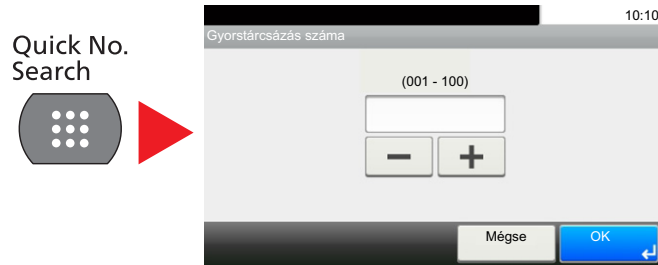 Quick No.
Search
10:10
Gyorstárcsázás száma
(001 - 100)
Mégse
OK